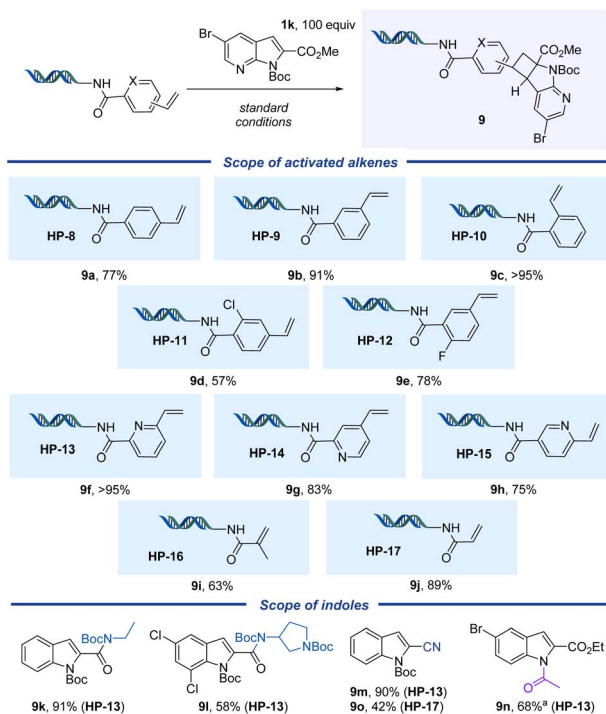 1k, 100 equiv
Br
CO₂Me
N
N
Boc
standard
conditions
NH
O
X
NH
O
X
CO₂Me
NBoc
H
N
Br
9
Scope of activated alkenes
NH
O
HP-8
9a, 77%
NH
O
HP-9
9b, 91%
NH
O
HP-10
9c, >95%
NH
O
Cl
HP-11
9d, 57%
NH
O
F
HP-12
9e, 78%
NH
O
N
HP-13
9f, >95%
NH
O
N
HP-14
9g, 83%
NH
O
N
HP-15
9h, 75%
NH
O
HP-16
9i, 63%
NH
O
HP-17
9j, 89%
Scope of indoles
BocN
O
N
Boc
9k, 91% (HP-13)
Cl
BocN
NBoc
O
N
Boc
Cl
9l, 58% (HP-13)
CN
N
Boc
9m, 90% (HP-13)
9o, 42% (HP-17)
Br
CO₂Et
N
O
9n, 68%ᵃ (HP-13)